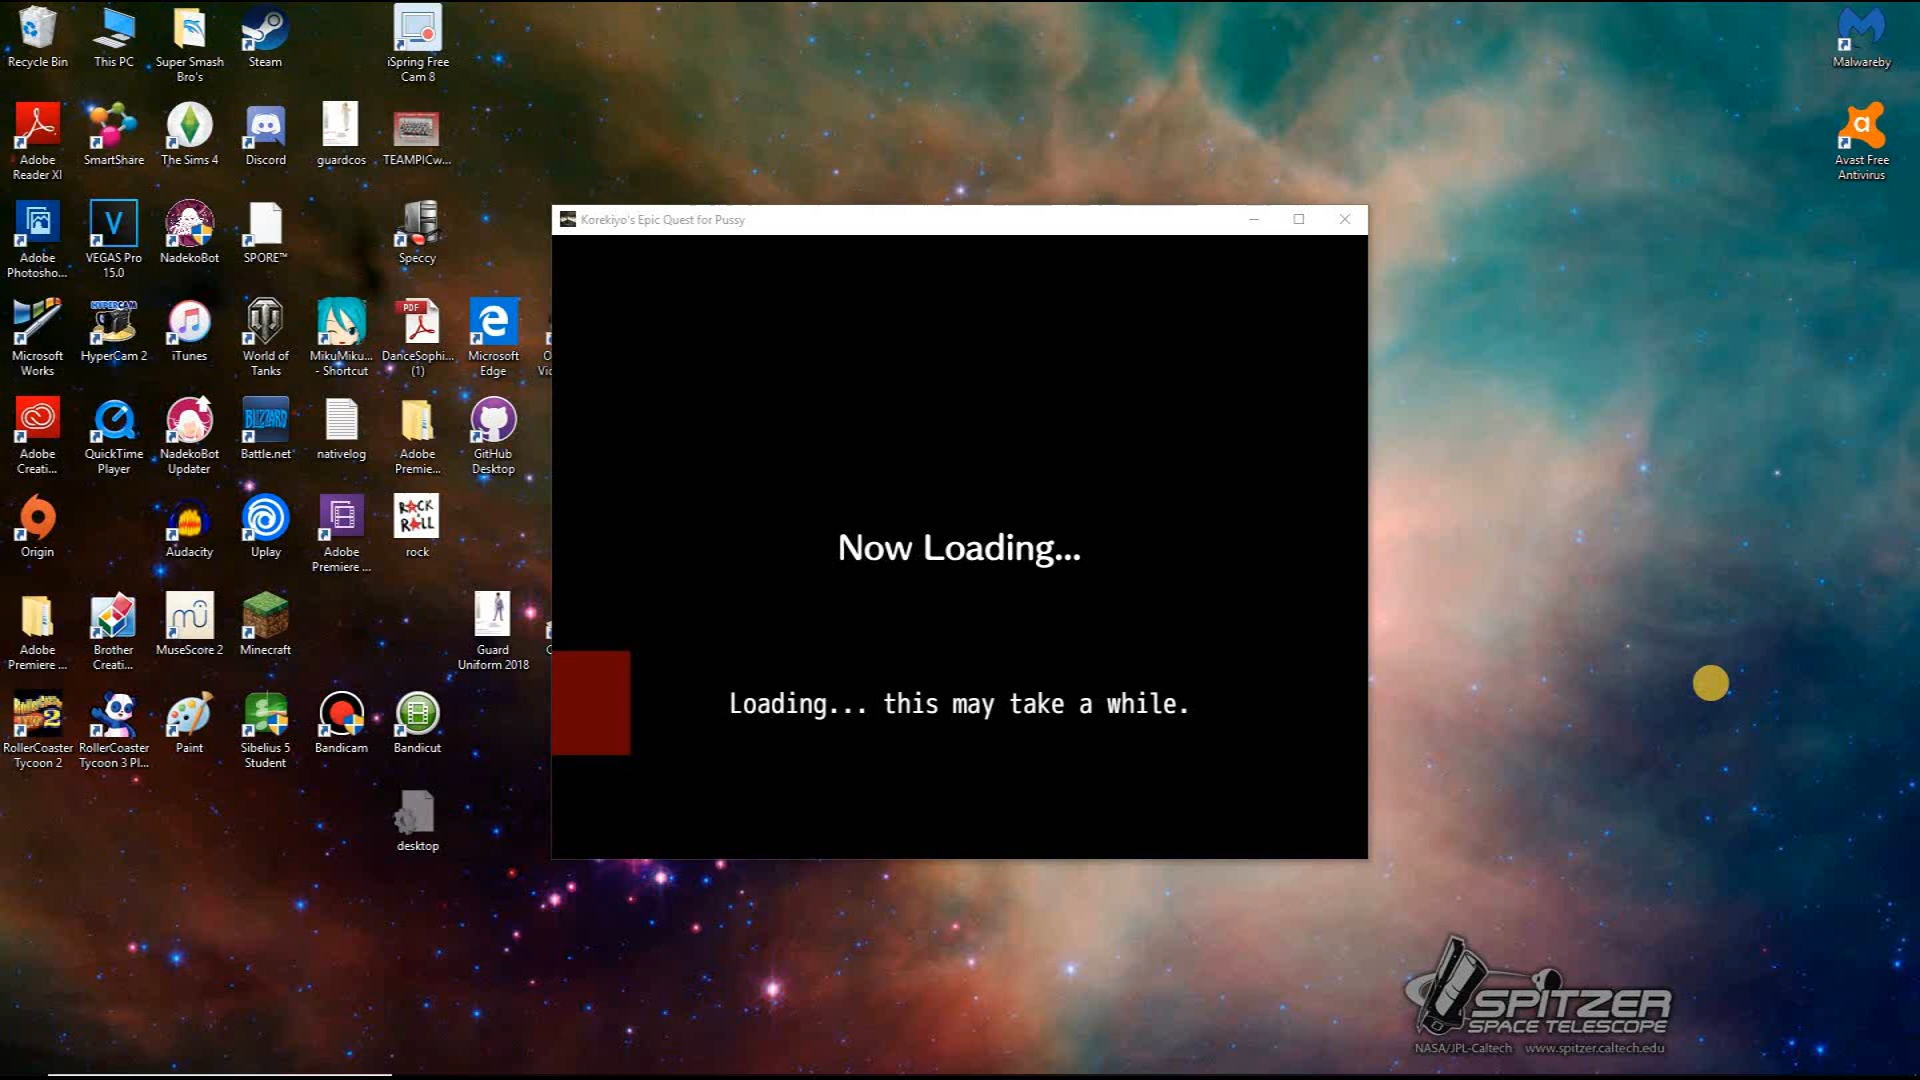 Recycle Bin
This PC
Super Smash
Bro's
Steam
iSpring Free
Cam 8
Malwareby
Adobe
Reader XI
SmartShare
The Sims 4
Discord
guardcos
TEAMPICw...
Avast Free
Antivirus
Adobe
Photosho...
VEGAS Pro
15.0
NadekoBot
SPORE™
Speccy
Korekiyo's Epic Quest for Pussy
Microsoft
Works
HYPERCAM
HyperCam 2
iTunes
World of
Tanks
MikuMiku...
- Shortcut
PDF
DanceSophi...
(1)
Microsoft
Edge
Adobe
Creati...
QuickTime
Player
NadekoBot
Updater
BLIZZARD
Battle.net
nativelog
Adobe
Premie...
GitHub
Desktop
Origin
Audacity
Uplay
Adobe
Premiere ...
ROCK
ROLL
rock
Now Loading...
Adobe
Premiere ...
Brother
Creati...
MuseScore 2
Minecraft
Guard
Uniform 2018
Loading... this may take a while.
RollerCoaster
Tycoon 2
RollerCoaster
Tycoon 3 Pl...
Paint
Sibelius 5
Student
Bandicam
Bandicut
desktop
SPITZER
SPACE TELESCOPE
NASA/JPL-Caltech www.spitzer.caltech.edu